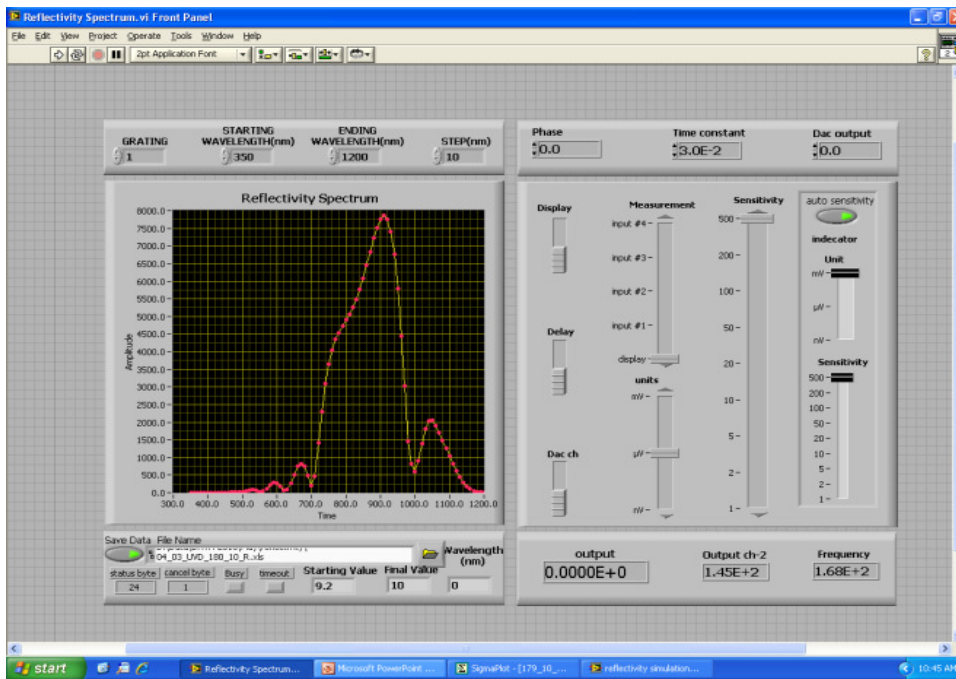 Reflectivity Spectrum.vi Front Panel
File Edit View Project Operate Tools Window Help
2pt Application Font
GRATING
1
STARTING WAVELENGTH(nm)
350
ENDING WAVELENGTH(nm)
1200
STEP(nm)
10
Phase
0.0
Time constant
3.0E-2
Dac output
0.0
Reflectivity Spectrum
Amplitude
8000.0
7500.0
7000.0
6500.0
6000.0
5500.0
5000.0
4500.0
4000.0
3500.0
3000.0
2500.0
2000.0
1500.0
1000.0
500.0
0.0
300.0 400.0 500.0 600.0 700.0 800.0 900.0 1000.0 1100.0 1200.0
Time
Display
Delay
Dac ch
Measurement
input #4
input #3
input #2
input #1
display
units
mV
µV
nV
Sensitivity
500
200
100
50
20
10
5
2
1
auto sensitivity
indecator
Unit
mV
µV
nV
Sensitivity
500
200
100
50
20
10
5
2
1
Save Data File Name
04_03_UVD_180_10_R.xls
status byte
24
cancel byte
1
Busy
timeout
Starting Value
9.2
Final Value
10
Wavelength (nm)
0
output
0.0000E+0
Output ch-2
1.45E+2
Frequency
1.68E+2
start
Reflectivity Spectrum...
Microsoft PowerPoint ...
SigmaPlot - [179_10_...
reflectivity simulation...
10:45 AM